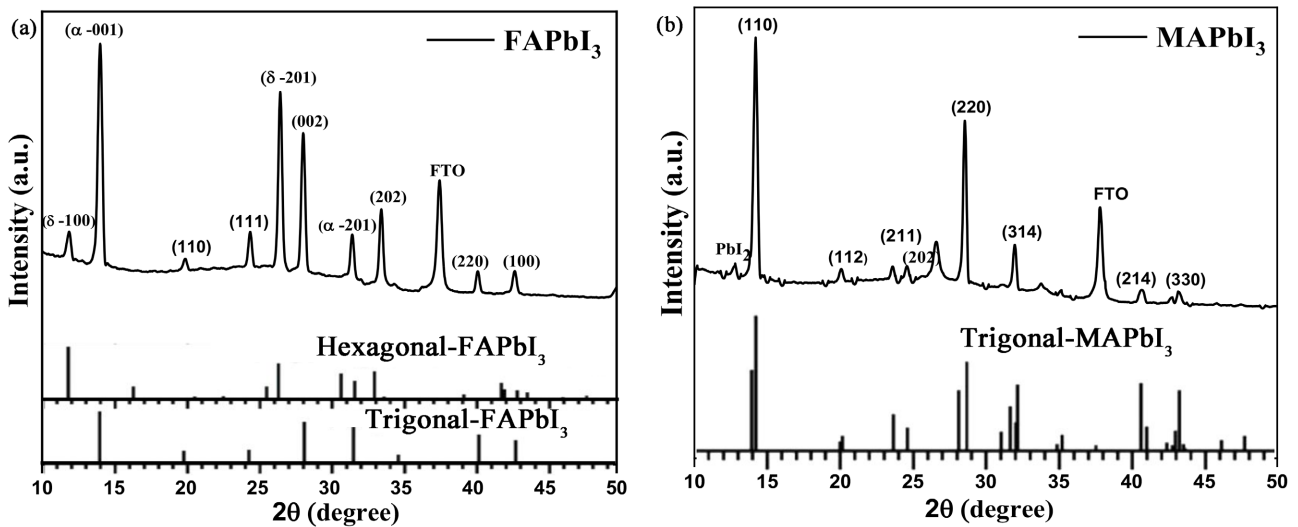 (a)
(α -001)
FAPbI3
(δ -201)
(002)
FTO
(202)
(δ -100)
(111)
(α -201)
(110)
(220)
(100)
Intensity (a.u.)
Hexagonal-FAPbI3
Trigonal-FAPbI3
10 15 20 25 30 35 40 45 50
2θ (degree)
(b)
(110)
MAPbI3
(220)
FTO
PbI2
(112)
(211)
(202)
(314)
(214)
(330)
Intensity (a.u.)
Trigonal-MAPbI3
10 15 20 25 30 35 40 45 50
2θ (degree)